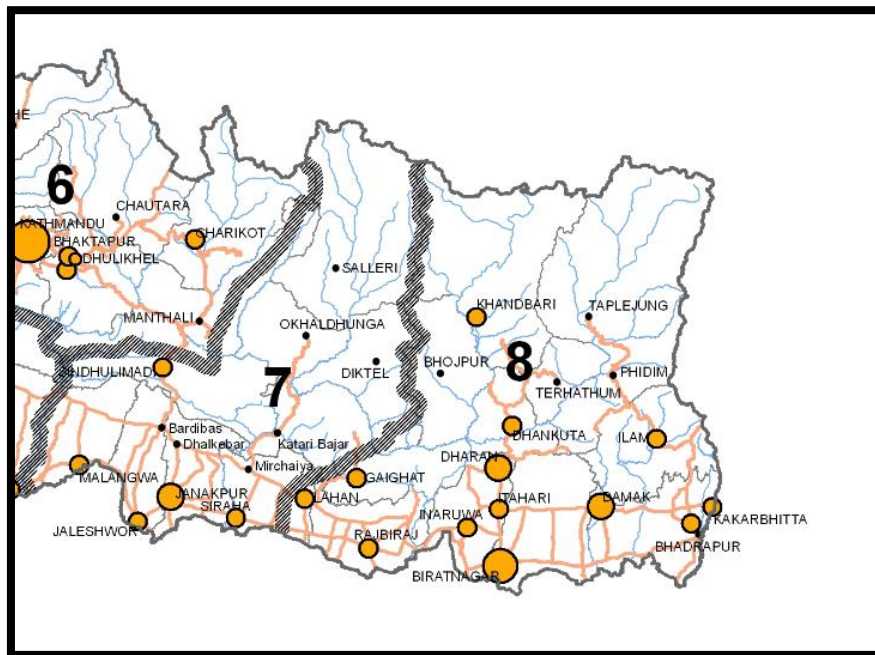 HE
6
CHAUTARA
KATHMANDU
BHAKTAPUR
DHULIKHEL
CHARIKOT
SALLERI
MANTHALI
OKHALDHUNGA
KHANDBARI
TAPLEJUNG
SINDHULIMADI
7
DIKTEL
BHOJPUR
8
TERHATHUM
PHIDIM
Bardibas
Dhalkebar
Katari Bajar
Mirchaiya
DHANKUTA
ILAM
DHARAN
MALANGWA
GAIGHAT
JANAKPUR
SIRAHA
LAHAN
ITAHARI
DAMAK
INARUWA
KAKARBHITTA
JALESHWOR
RAJBIRAJ
BHADRAPUR
BIRATNAGAR